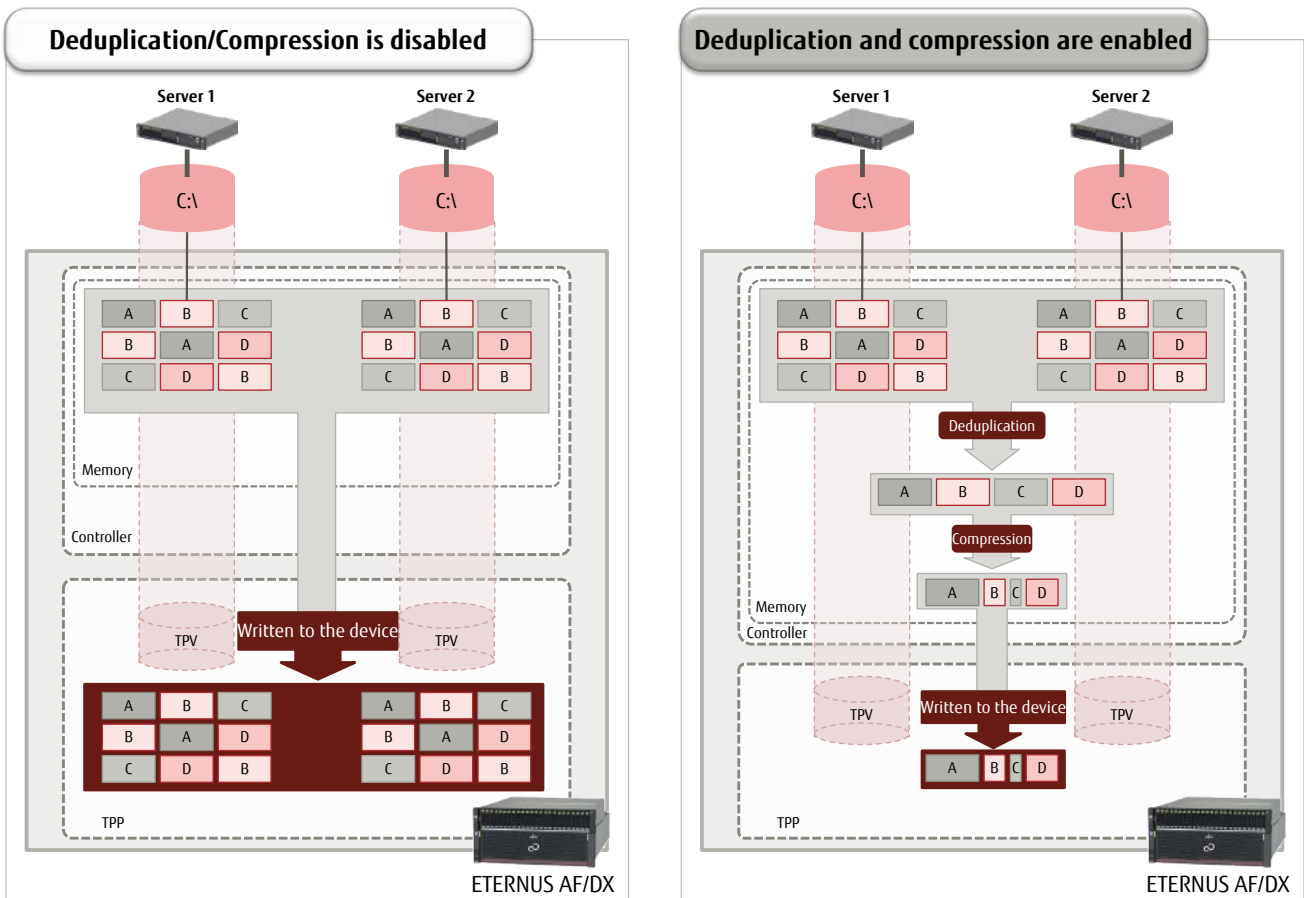 Deduplication/Compression is disabled
Server 1
Server 2
C:\
C:\
A B C
B A D
C D B
A B C
B A D
C D B
Memory
Controller
TPV
Written to the device
TPV
A B C
B A D
C D B
A B C
B A D
C D B
TPP
ETERNUS AF/DX
Deduplication and compression are enabled
Server 1
Server 2
C:\
C:\
A B C
B A D
C D B
A B C
B A D
C D B
Deduplication
A B C D
Compression
A B C D
Memory
Controller
TPV
Written to the device
TPV
A B C D
TPP
ETERNUS AF/DX